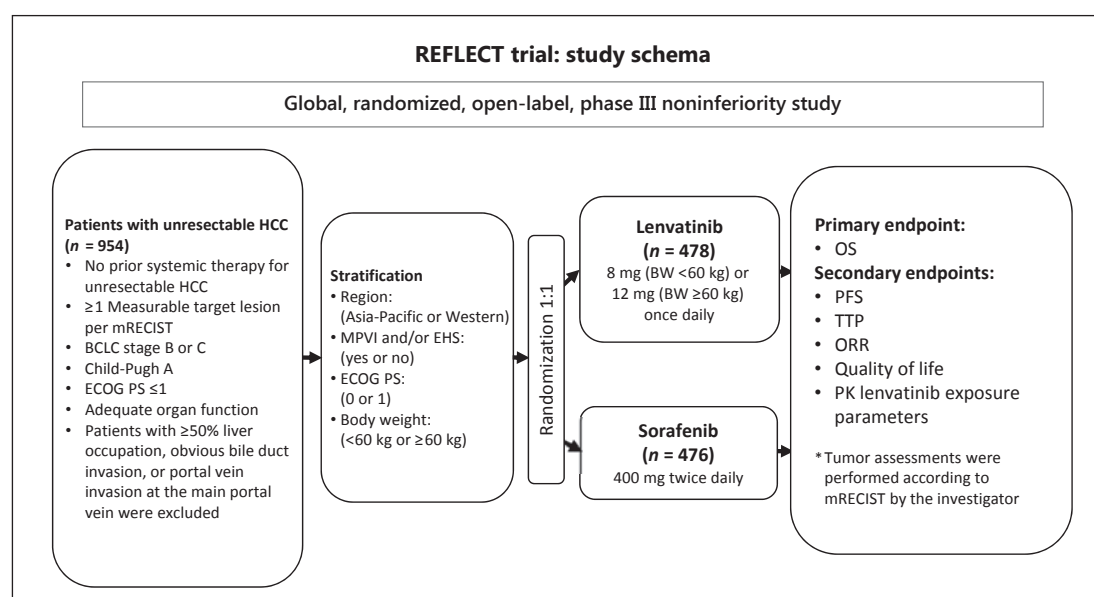 REFLECT trial: study schema
Global, randomized, open-label, phase III noninferiority study
Patients with unresectable HCC
(n = 954)
• No prior systemic therapy for
unresectable HCC
• ≥1 Measurable target lesion
per mRECIST
• BCLC stage B or C
• Child-Pugh A
• ECOG PS ≤1
• Adequate organ function
• Patients with ≥50% liver
occupation, obvious bile duct
invasion, or portal vein
invasion at the main portal
vein were excluded
Stratification
• Region:
(Asia-Pacific or Western)
• MPVI and/or EHS:
(yes or no)
• ECOG PS:
(0 or 1)
• Body weight:
(<60 kg or ≥60 kg)
Randomization 1:1
Lenvatinib
(n = 478)
8 mg (BW <60 kg) or
12 mg (BW ≥60 kg)
once daily
Sorafenib
(n = 476)
400 mg twice daily
Primary endpoint:
• OS
Secondary endpoints:
• PFS
• TTP
• ORR
• Quality of life
• PK lenvatinib exposure
parameters
* Tumor assessments were
performed according to
mRECIST by the investigator